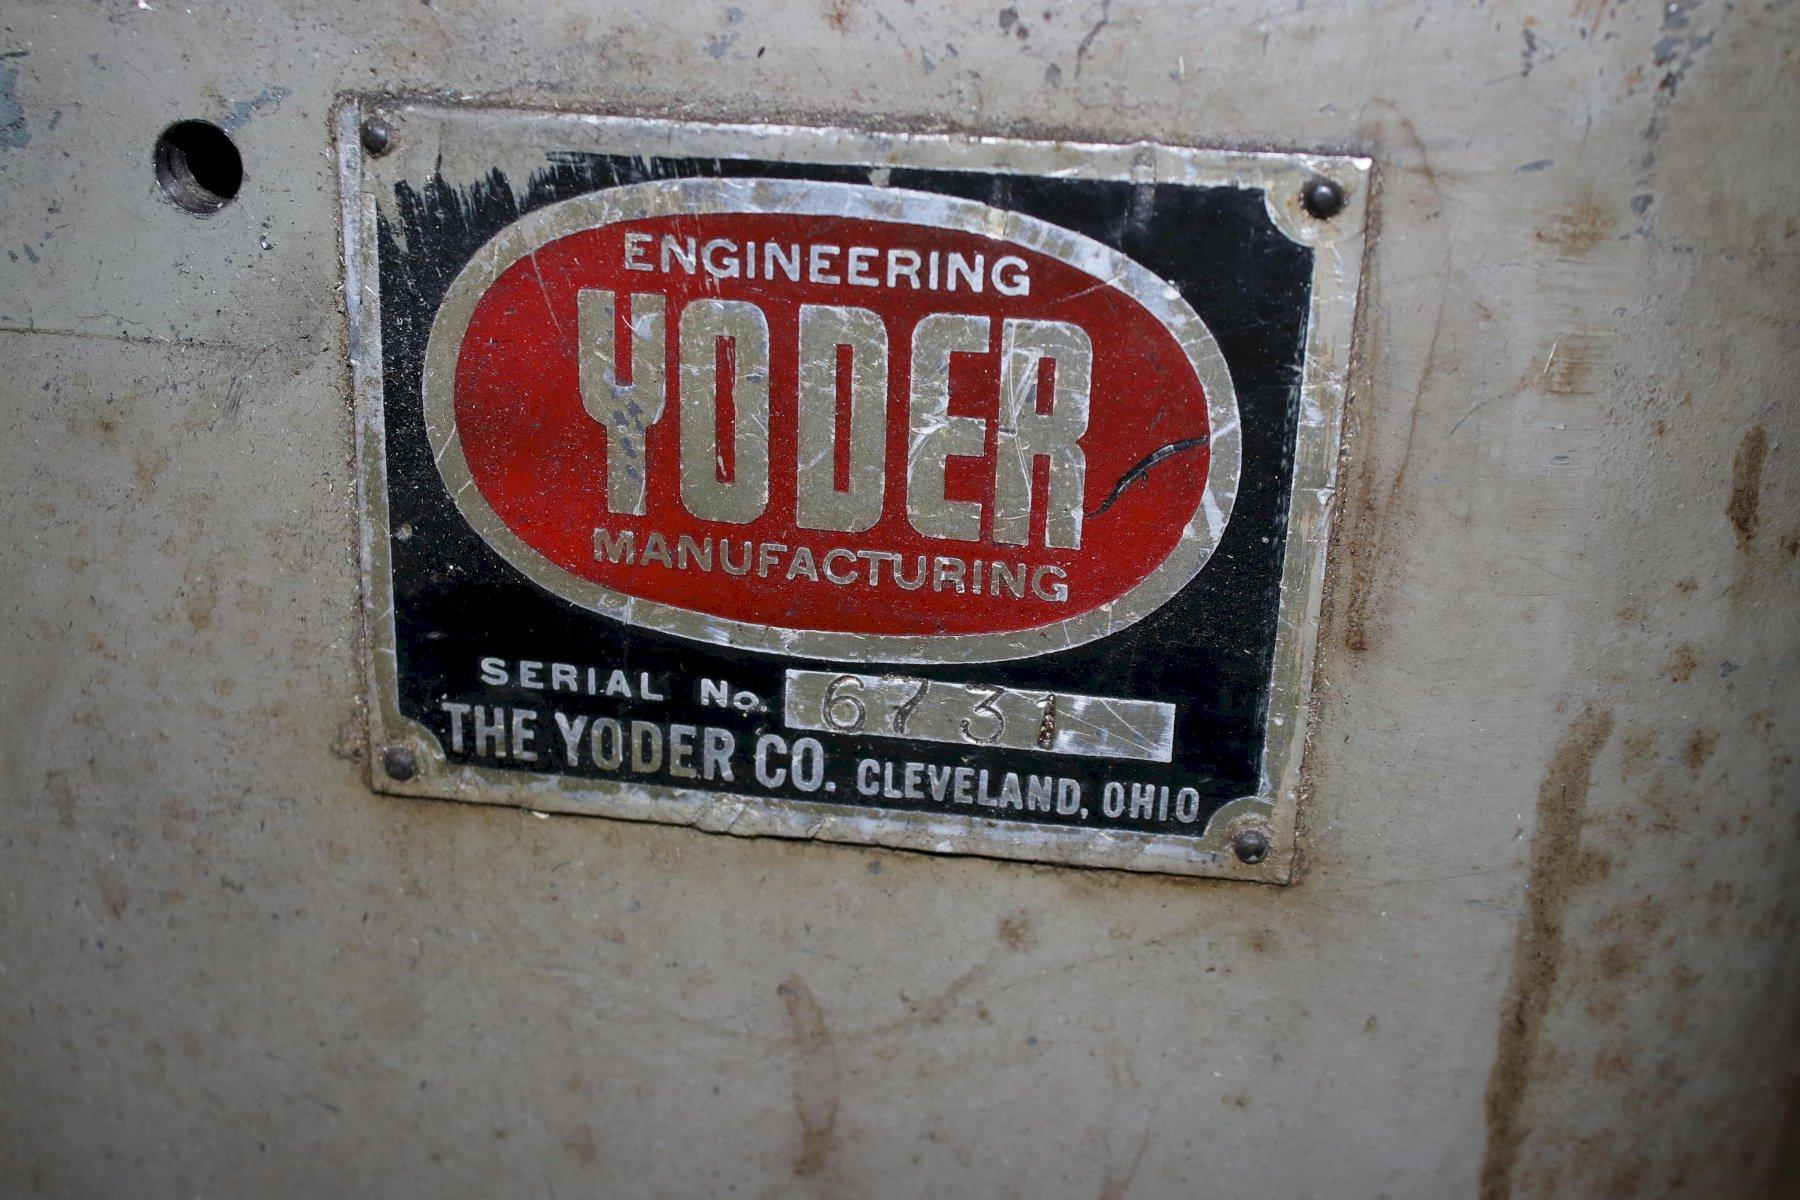 ENGINEERING
YODER
MANUFACTURING
SERIAL No. 6731
THE YODER CO. CLEVELAND, OHIO